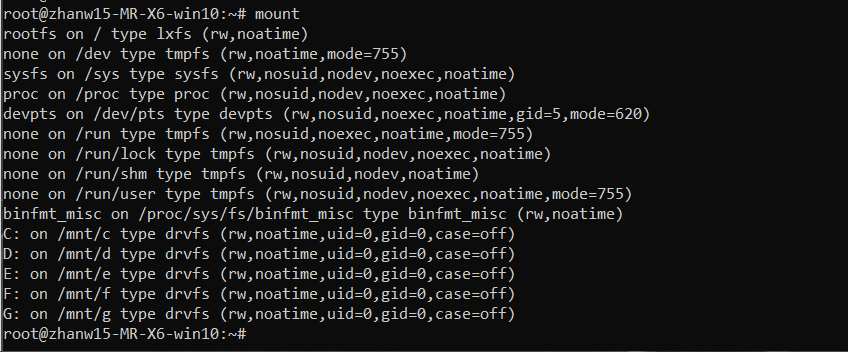 root@zhanw15-MR-X6-win10:~# mount
rootfs on / type lxfs (rw,noatime)
none on /dev type tmpfs (rw,noatime,mode=755)
sysfs on /sys type sysfs (rw,nosuid,nodev,noexec,noatime)
proc on /proc type proc (rw,nosuid,nodev,noexec,noatime)
devpts on /dev/pts type devpts (rw,nosuid,noexec,noatime,gid=5,mode=620)
none on /run type tmpfs (rw,nosuid,noexec,noatime,mode=755)
none on /run/lock type tmpfs (rw,nosuid,nodev,noexec,noatime)
none on /run/shm type tmpfs (rw,nosuid,nodev,noatime)
none on /run/user type tmpfs (rw,nosuid,nodev,noexec,noatime,mode=755)
binfmt_misc on /proc/sys/fs/binfmt_misc type binfmt_misc (rw,noatime)
C: on /mnt/c type drvfs (rw,noatime,uid=0,gid=0,case=off)
D: on /mnt/d type drvfs (rw,noatime,uid=0,gid=0,case=off)
E: on /mnt/e type drvfs (rw,noatime,uid=0,gid=0,case=off)
F: on /mnt/f type drvfs (rw,noatime,uid=0,gid=0,case=off)
G: on /mnt/g type drvfs (rw,noatime,uid=0,gid=0,case=off)
root@zhanw15-MR-X6-win10:~#